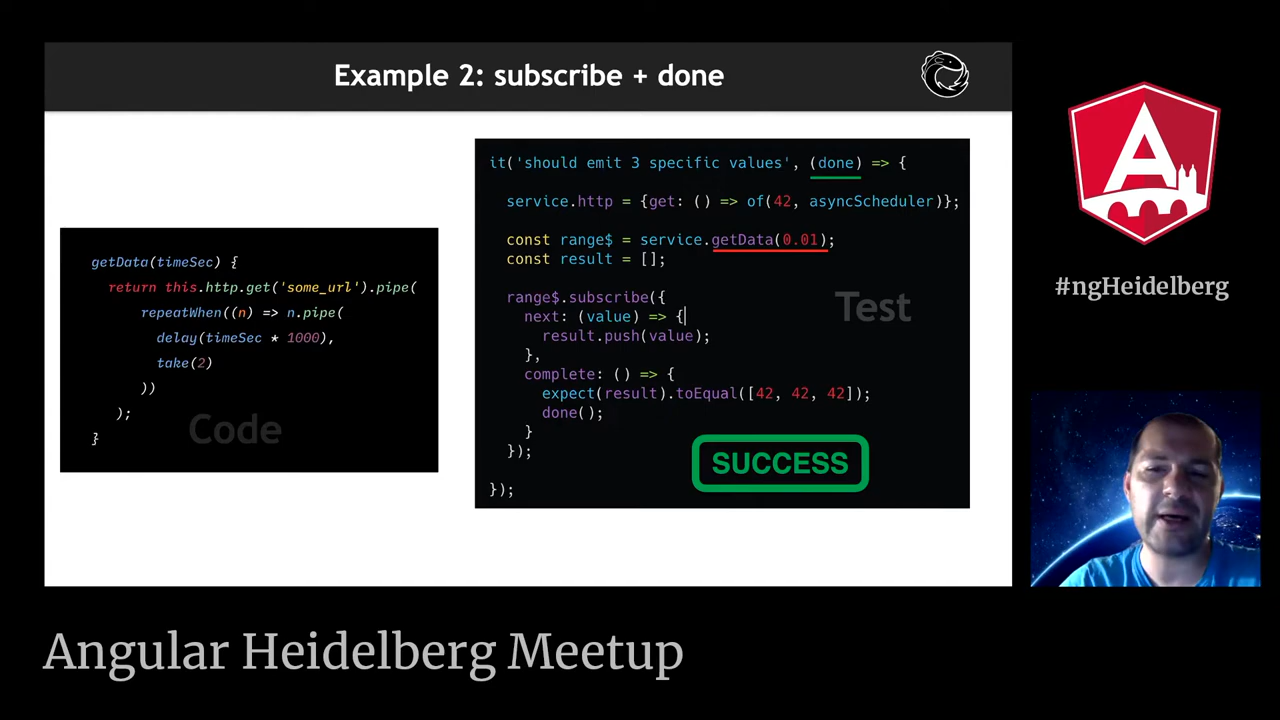 Example 2: subscribe + done
getData(timeSec) {
return this.http.get('some_url').pipe(
repeatWhen((n) => n.pipe(
delay(timeSec * 1000),
take(2)
))
);
}
Code
it('should emit 3 specific values', (done) => {
service.http = {get: () => of(42, asyncScheduler)};
const range$ = service.getData(0.01);
const result = [];
range$.subscribe({
next: (value) => {
result.push(value);
},
complete: () => {
expect(result).toEqual([42, 42, 42]);
done();
}
});
});
Test
SUCCESS
A
#ngHeidelberg
Angular Heidelberg Meetup